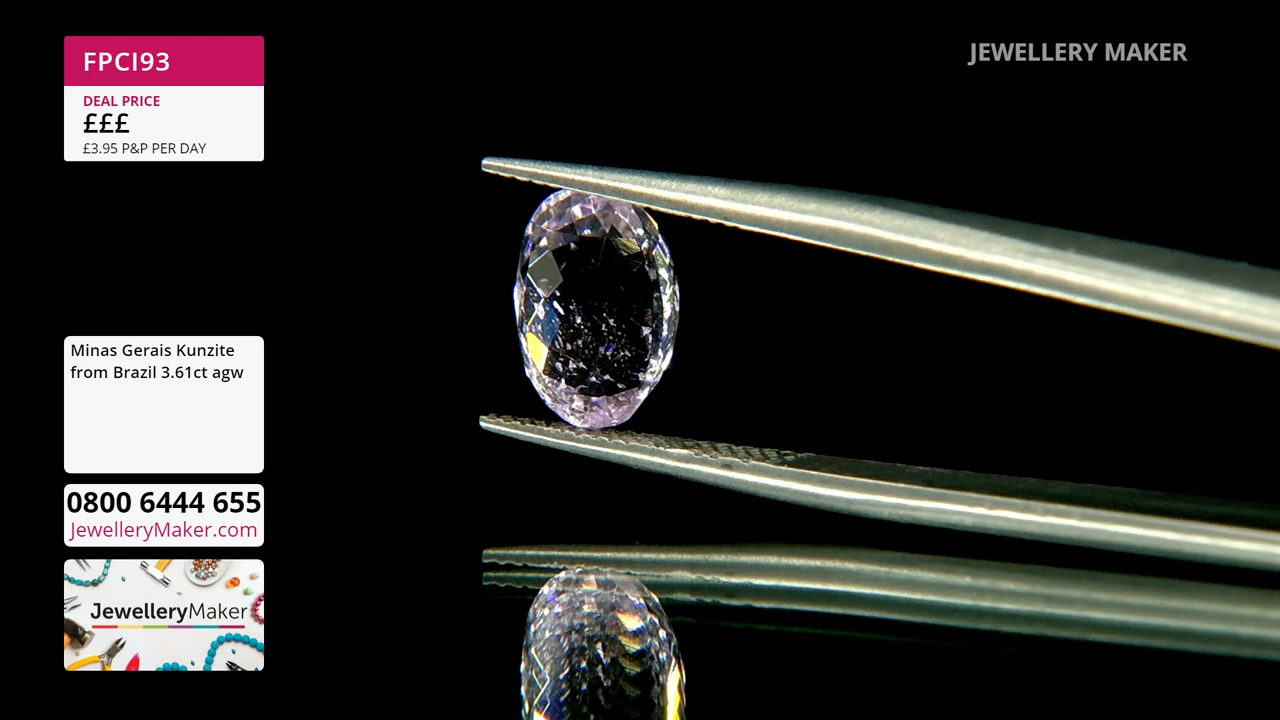 FPCI93
DEAL PRICE
£££
£3.95 P&P PER DAY
JEWELLERY MAKER
Minas Gerais Kunzite
from Brazil 3.61ct agw
0800 6444 655
JewelleryMaker.com
JewelleryMaker